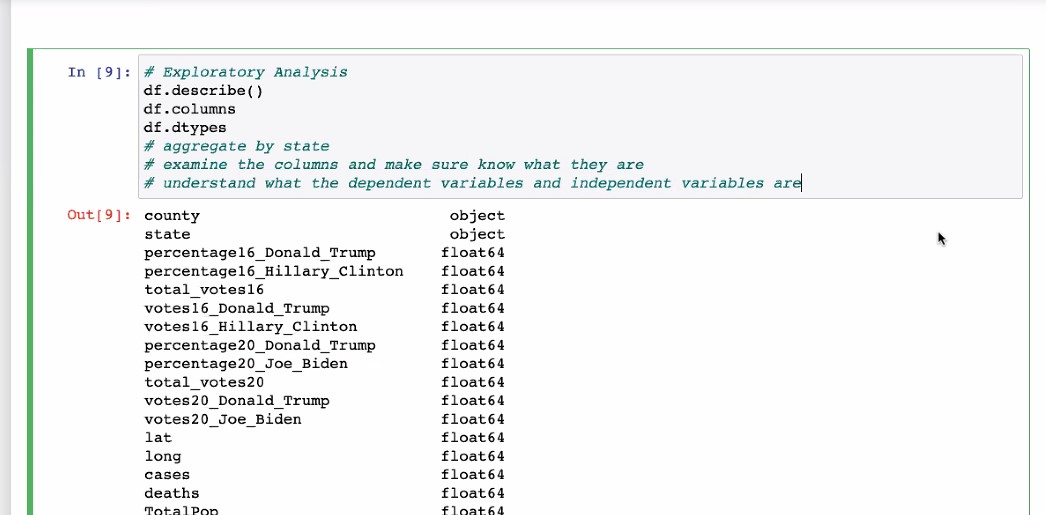 In [9]: # Exploratory Analysis
df.describe()
df.columns
df.dtypes
# aggregate by state
# examine the columns and make sure know what they are
# understand what the dependent variables and independent variables are
Out[9]: county object
state object
percentage16_Donald_Trump float64
percentage16_Hillary_Clinton float64
total_votes16 float64
votes16_Donald_Trump float64
votes16_Hillary_Clinton float64
percentage20_Donald_Trump float64
percentage20_Joe_Biden float64
total_votes20 float64
votes20_Donald_Trump float64
votes20_Joe_Biden float64
lat float64
long float64
cases float64
deaths float64
TotalPop float64